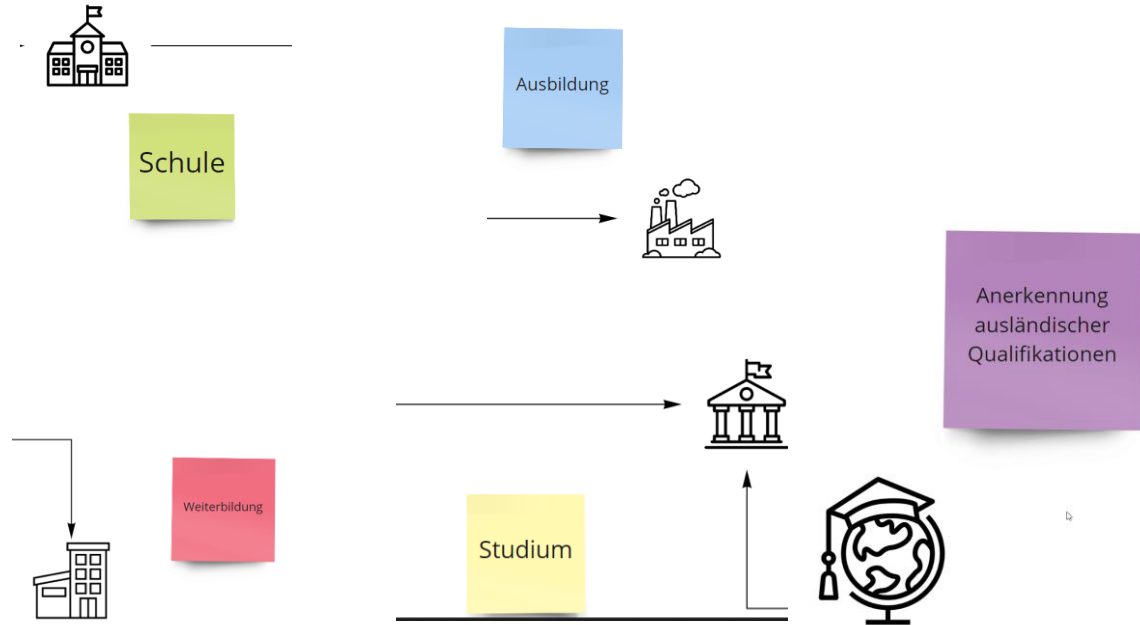 Schule
Ausbildung
Anerkennung
ausländischer
Qualifikationen
Weiterbildung
Studium